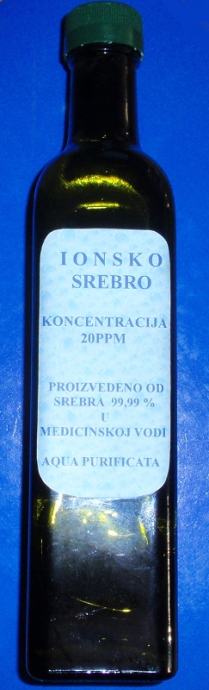 IONSKO
SREBRO
KONCENTRACIJA
20PPM
PROIZVEDENO OD
SREBRA 99,99 %
U
MEDICINSKOJ VODI
AQUA PURIFICATA